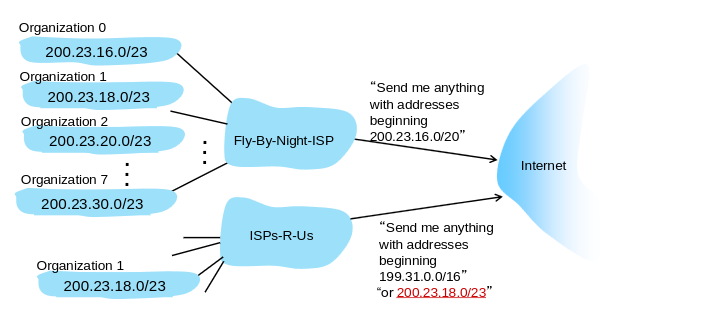 Organization 0
200.23.16.0/23
Organization 1
200.23.18.0/23
Organization 2
200.23.20.0/23
Organization 7
200.23.30.0/23
Fly-By-Night-ISP
“Send me anything
with addresses
beginning
200.23.16.0/20”
Internet
ISPs-R-Us
Organization 1
200.23.18.0/23
“Send me anything
with addresses
beginning
199.31.0.0/16”
“or 200.23.18.0/23”